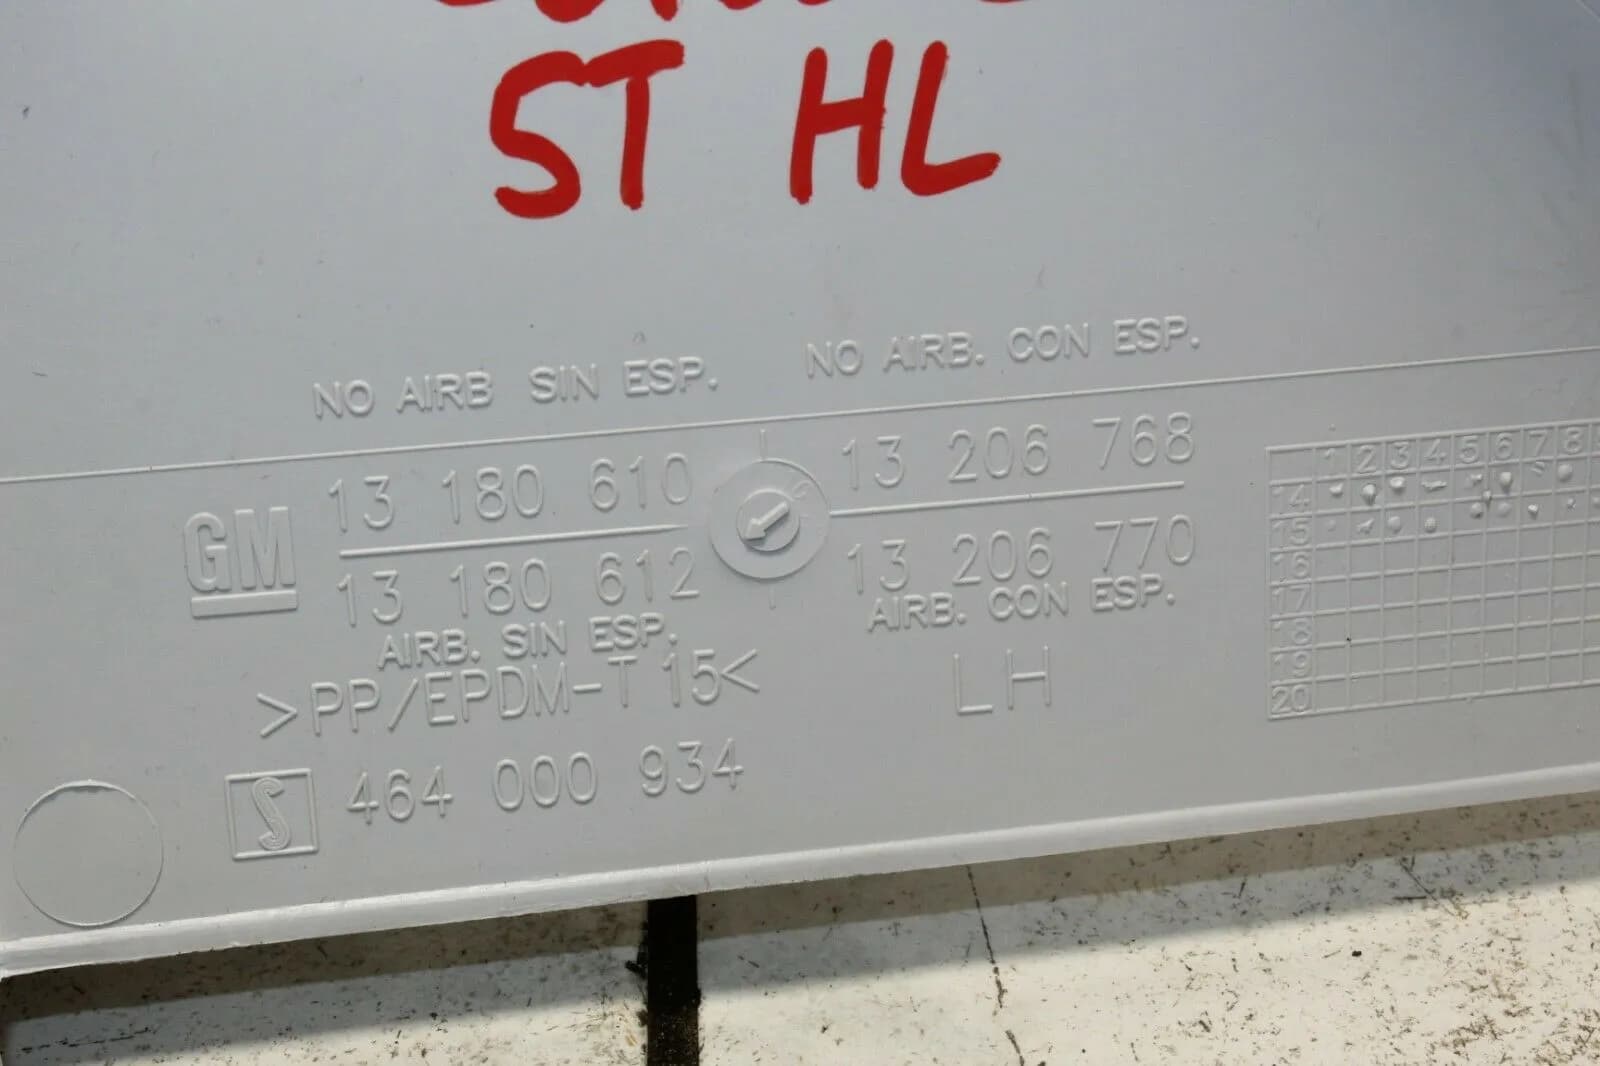 ST HL
NO AIRB SIN ESP. NO AIRB. CON ESP.
GM
13 180 610 13 206 768
13 180 612 13 206 770
AIRB. SIN ESP. AIRB. CON ESP.
>PP/EPDM-T 15< LH
S 464 000 934
1 2 3 4 5 6 7 8
14
15
16
17
18
19
20